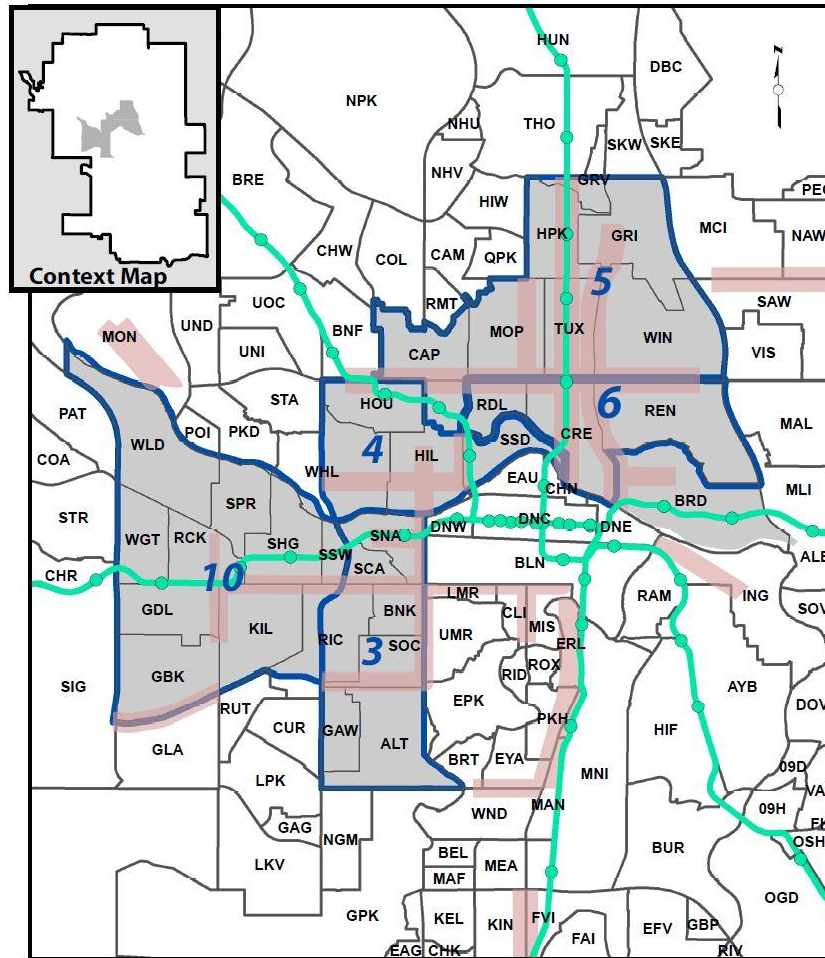 HUN
DBC
NPK
NHU
THO
SKW
SKE
BRE
NHV
GRV
HIW
MCI
HPK
GRI
NAW
CHW
COL
CAM
QPK
Context Map
5
UOC
RMT
SAW
UND
BNF
MOP
TUX
MON
WIN
UNI
CAP
VIS
STA
HOU
RDL
6
REN
PAT
POI
PKD
WLD
SSD
CRE
MAL
4
HIL
COA
WHL
EAU
CHN
MLI
SPR
BRD
STR
DNW
DNC
DNE
WGT
RCK
SHG
SNA
SSW
BLN
ALB
SCA
CHR
10
LMR
RAM
ING
GDL
BNK
CLI
SOV
KIL
RIC
UMR
MIS
3
SOC
ERL
ROX
RID
GBK
SIG
AYB
EPK
RUT
DOV
PKH
CUR
GAW
HIF
GLA
ALT
BRT
EYA
09D
MNI
LPK
VA
MAN
09H
WND
GAG
NGM
OSH
BEL
BUR
LKV
MEA
MAF
OGD
GPK
KEL
KIN
FVI
GBP
EFV
FAI
EAG
CHK
RIV